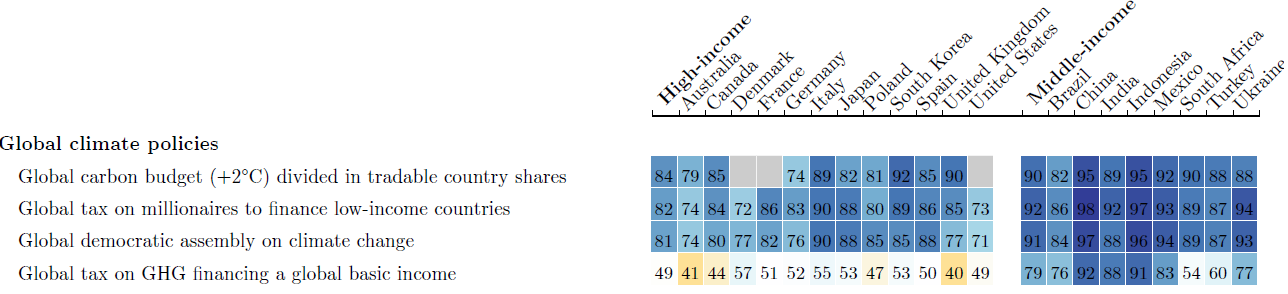 High-income
Australia
Canada
Denmark
France
Germany
Italy
Japan
Poland
South Korea
Spain
United Kingdom
United States
Middle-income
Brazil
China
India
Indonesia
Mexico
South Africa
Turkey
Ukraine
Global climate policies
Global carbon budget (+2°C) divided in tradable country shares 84 79 85 74 89 82 81 92 85 90 90 82 95 89 95 92 90 88 88
Global tax on millionaires to finance low-income countries 82 74 84 72 86 83 90 88 80 89 86 85 73 92 86 98 92 97 93 89 87 94
Global democratic assembly on climate change 81 74 80 77 82 76 90 88 85 85 88 77 71 91 84 97 88 96 94 89 87 93
Global tax on GHG financing a global basic income 49 41 44 57 51 52 55 53 47 53 50 40 49 79 76 92 88 91 83 54 60 77